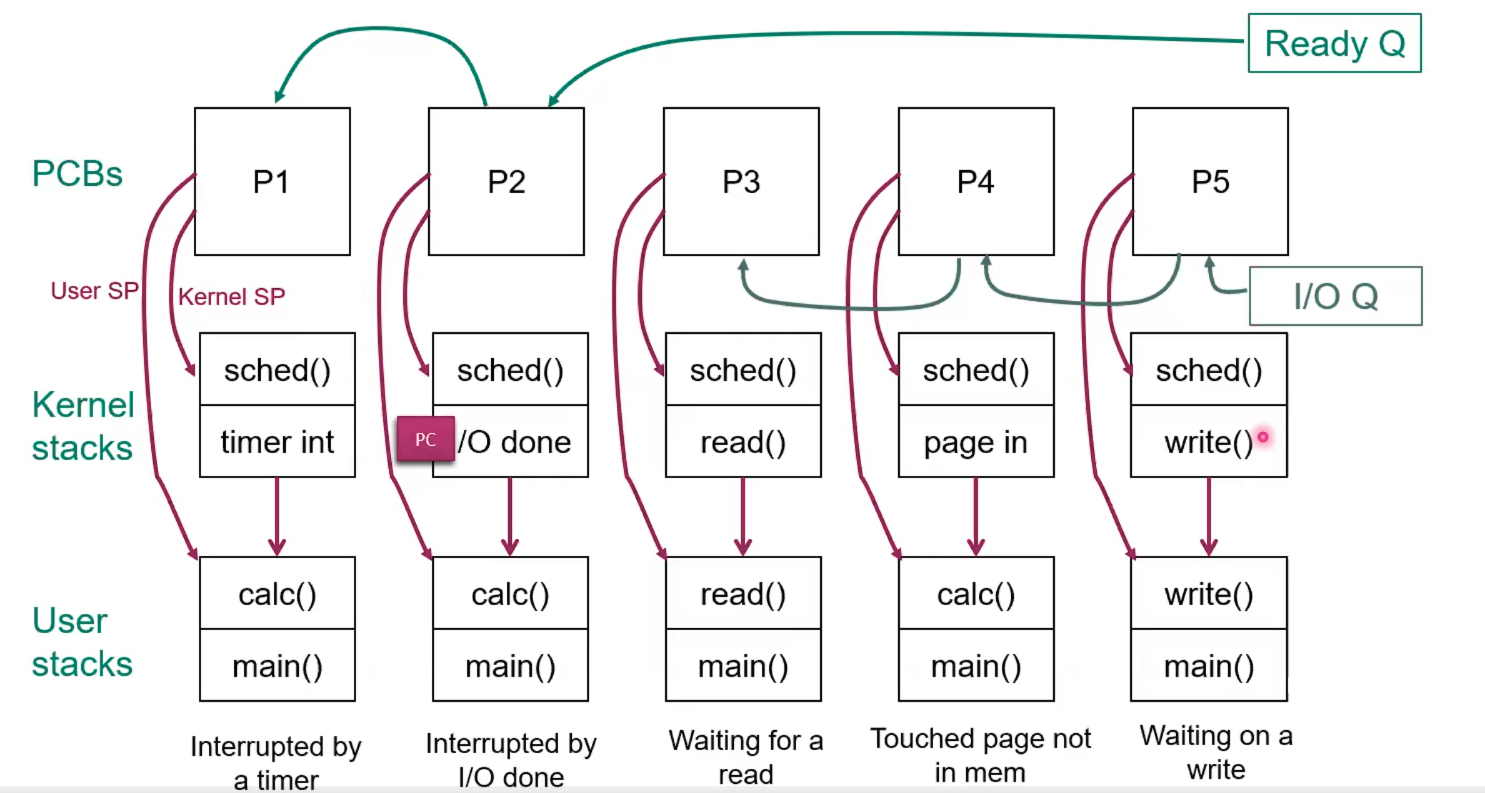 Ready Q
PCBs
P1
P2
P3
P4
P5
User SP
Kernel SP
I/O Q
Kernel
stacks
sched()
sched()
sched()
sched()
sched()
timer int
PC
/O done
read()
page in
write()
User
stacks
calc()
calc()
read()
calc()
write()
main()
main()
main()
main()
main()
Interrupted by
a timer
Interrupted by
I/O done
Waiting for a
read
Touched page not
in mem
Waiting on a
write